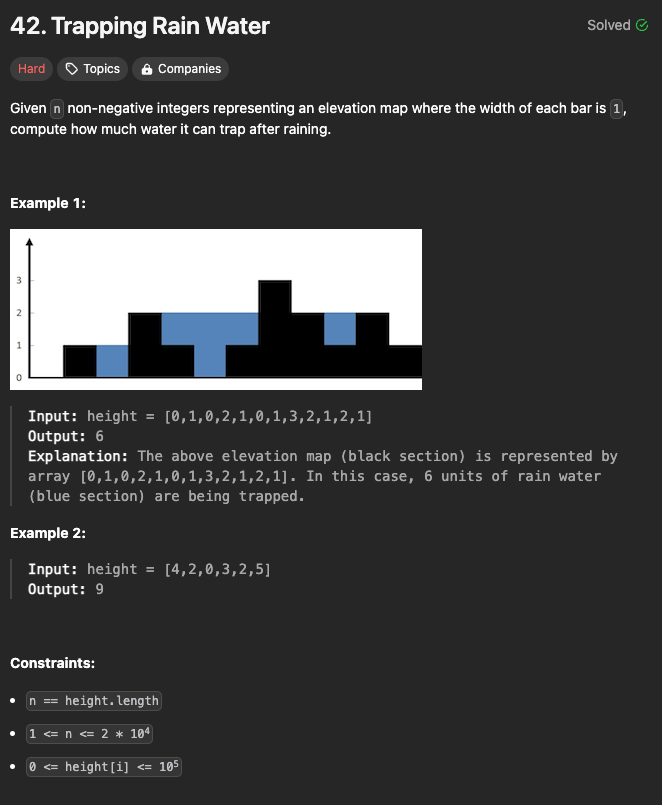 42. Trapping Rain Water
Solved
Hard Topics Companies
Given n non-negative integers representing an elevation map where the width of each bar is 1,
compute how much water it can trap after raining.
Example 1:
3
2
1
0
Input: height = [0,1,0,2,1,0,1,3,2,1,2,1]
Output: 6
Explanation: The above elevation map (black section) is represented by
array [0,1,0,2,1,0,1,3,2,1,2,1]. In this case, 6 units of rain water
(blue section) are being trapped.
Example 2:
Input: height = [4,2,0,3,2,5]
Output: 9
Constraints:
• n == height.length
• 1 <= n <= 2 * 10⁴
• 0 <= height[i] <= 10⁵